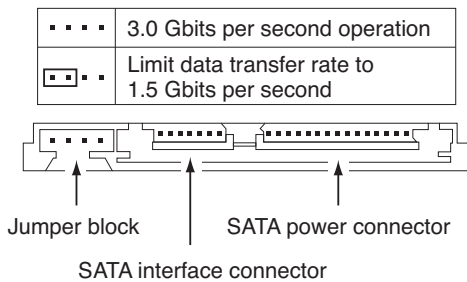 3.0 Gbits per second operation
Limit data transfer rate to
1.5 Gbits per second
Jumper block
SATA power connector
SATA interface connector